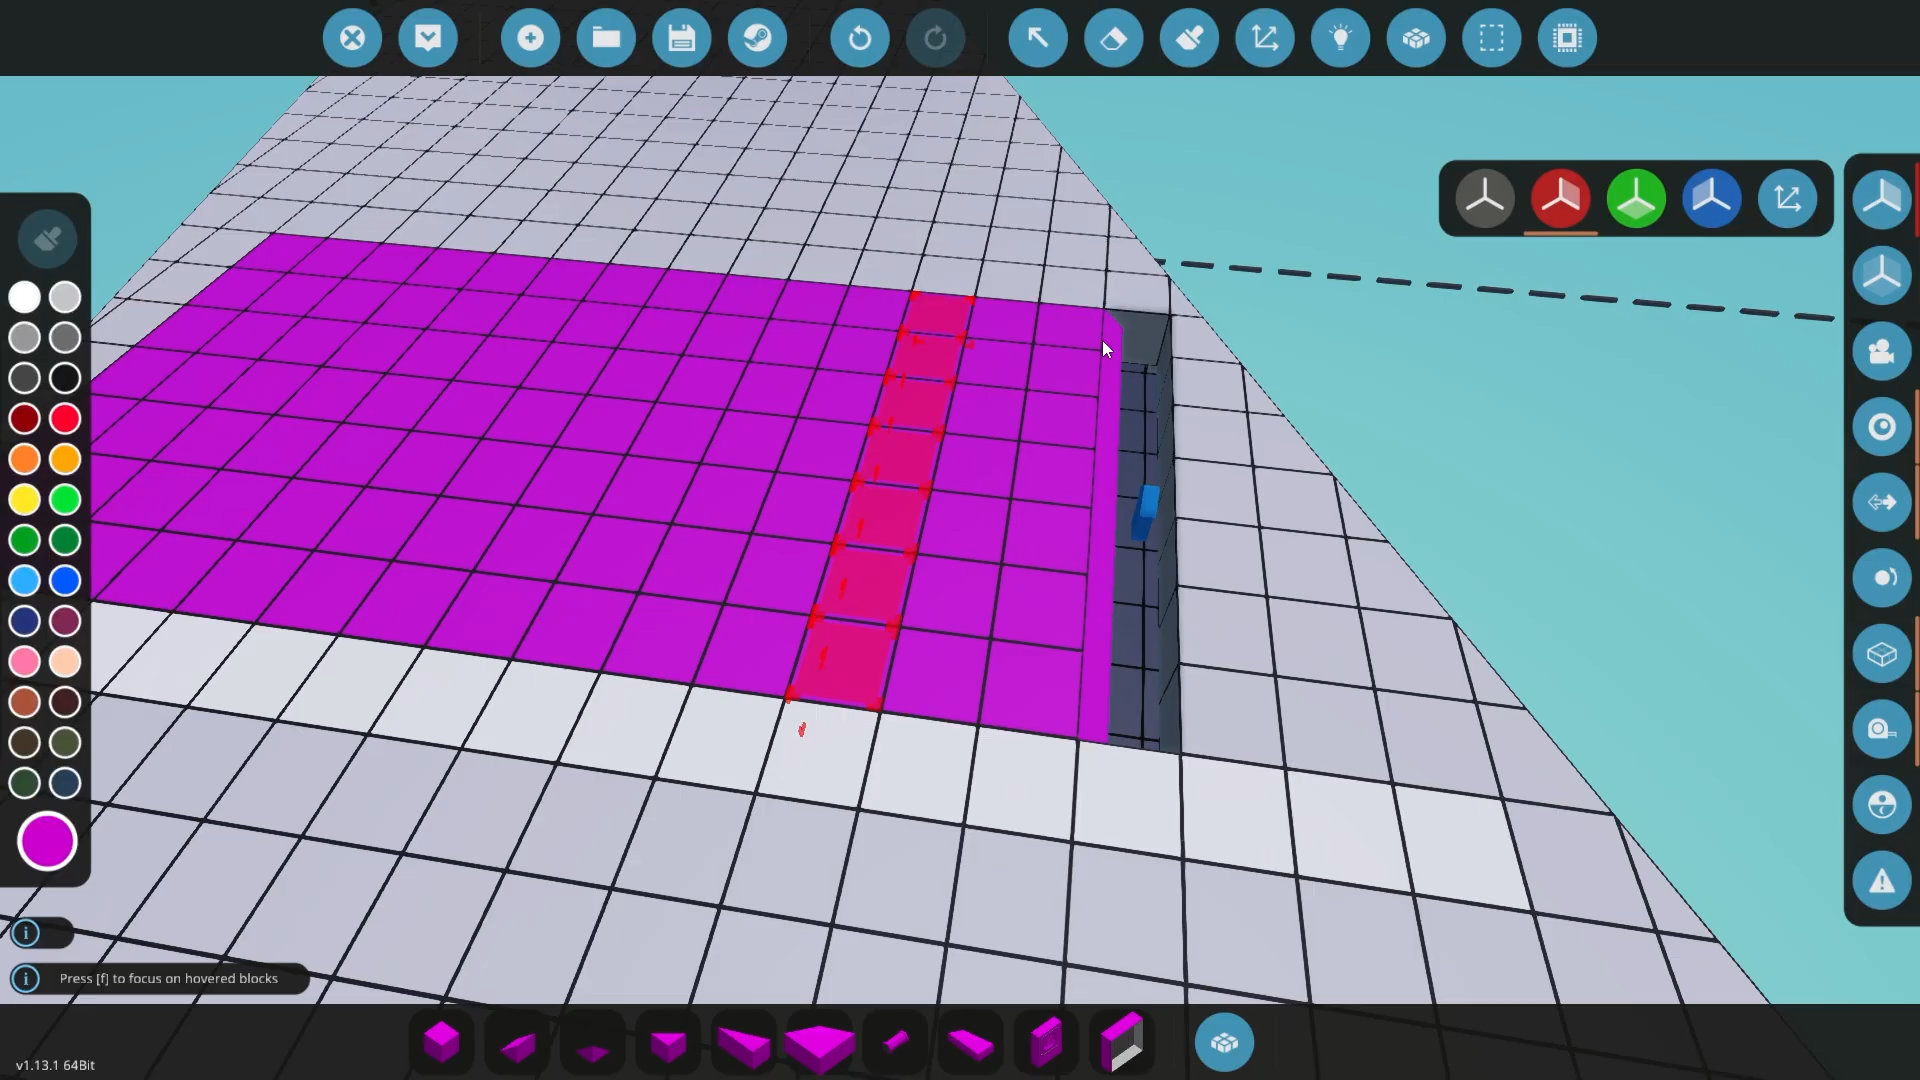 Press [f] to focus on hovered blocks
v1.13.1 64Bit